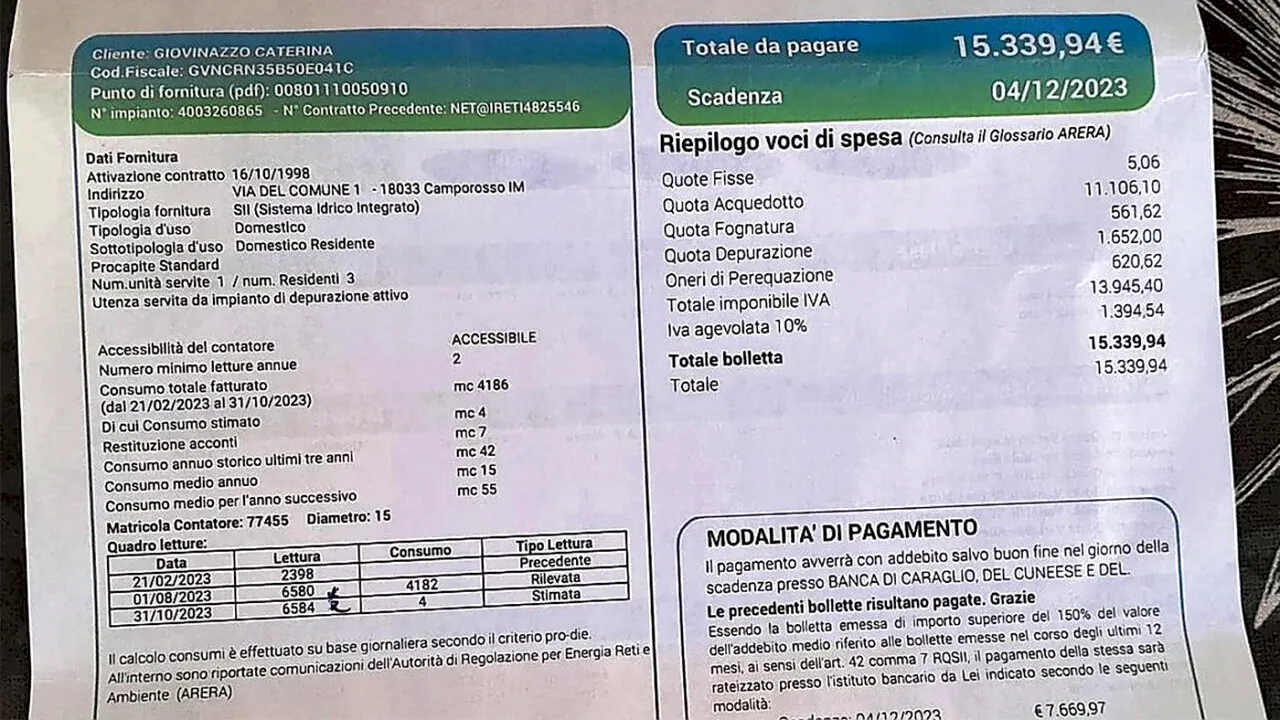 Cliente: GIOVINAZZO CATERINA
Cod.Fiscale: GVNCRN35B50E041C
Punto di fornitura (pdf): 00801110050910
N° impianto: 4003260865 - N° Contratto Precedente: NET@IRETI4825546
Dati Fornitura
Attivazione contratto 16/10/1998
Indirizzo VIA DEL COMUNE 1 - 18033 Camporosso IM
Tipologia fornitura SII (Sistema Idrico Integrato)
Tipologia d'uso Domestico
Sottotipologia d'uso Domestico Residente
Procapite Standard
Num.unità servite 1 / num. Residenti 3
Utenza servita da impianto di depurazione attivo
Accessibilità del contatore ACCESSIBILE
Numero minimo letture annue 2
Consumo totale fatturato mc 4186
(dal 21/02/2023 al 31/10/2023)
Di cui Consumo stimato mc 4
Restituzione acconti mc 7
Consumo annuo storico ultimi tre anni mc 42
Consumo medio annuo mc 15
Consumo medio per l'anno successivo mc 55
Matricola Contatore: 77455 Diametro: 15
Quadro letture:
Data Lettura Consumo Tipo Lettura
21/02/2023 2398 Precedente
01/08/2023 6580 4182 Rilevata
31/10/2023 6584 4 Stimata
Il calcolo consumi è effettuato su base giornaliera secondo il criterio pro-die.
All'interno sono riportate comunicazioni dell'Autorità di Regolazione per Energia Reti e
Ambiente (ARERA)
Totale da pagare 15.339,94 €
Scadenza 04/12/2023
Riepilogo voci di spesa (Consulta il Glossario ARERA)
Quote Fisse 5,06
Quota Acquedotto 11.106,10
Quota Fognatura 561,62
Quota Depurazione 1.652,00
Oneri di Perequazione 620,62
Totale imponibile IVA 13.945,40
Iva agevolata 10% 1.394,54
Totale bolletta 15.339,94
Totale 15.339,94
MODALITA' DI PAGAMENTO
Il pagamento avverrà con addebito salvo buon fine nel giorno della
scadenza presso BANCA DI CARAGLIO, DEL CUNEESE E DEL.
Le precedenti bollette risultano pagate. Grazie
Essendo la bolletta emessa di importo superiore del 150% del valore
dell'addebito medio riferito alle bollette emesse nel corso degli ultimi 12
mesi, ai sensi dell'art. 42 comma 7 RQSII, il pagamento della stessa sarà
rateizzato presso l'istituto bancario da Lei indicato secondo le seguenti
modalità:
Scadenza: 04/12/2023 € 7.669,97